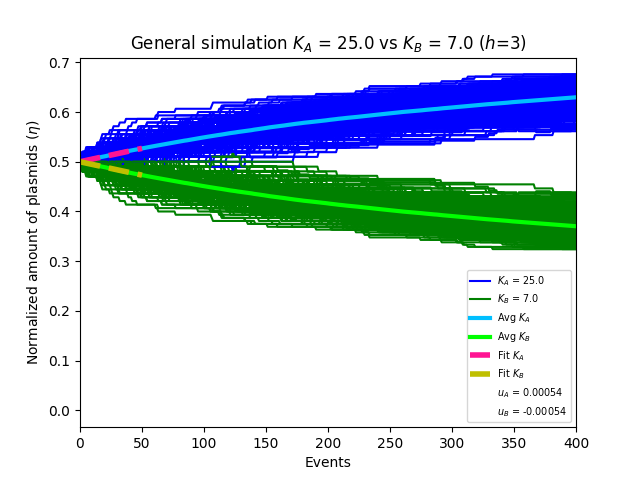 General simulation K_A = 25.0 vs K_B = 7.0 (h=3)
Normalized amount of plasmids (η)
0.7
0.6
0.5
0.4
0.3
0.2
0.1
0.0
K_A = 25.0
K_B = 7.0
Avg K_A
Avg K_B
Fit K_A
Fit K_B
u_A = 0.00054
u_B = -0.00054
0 50 100 150 200 250 300 350 400
Events